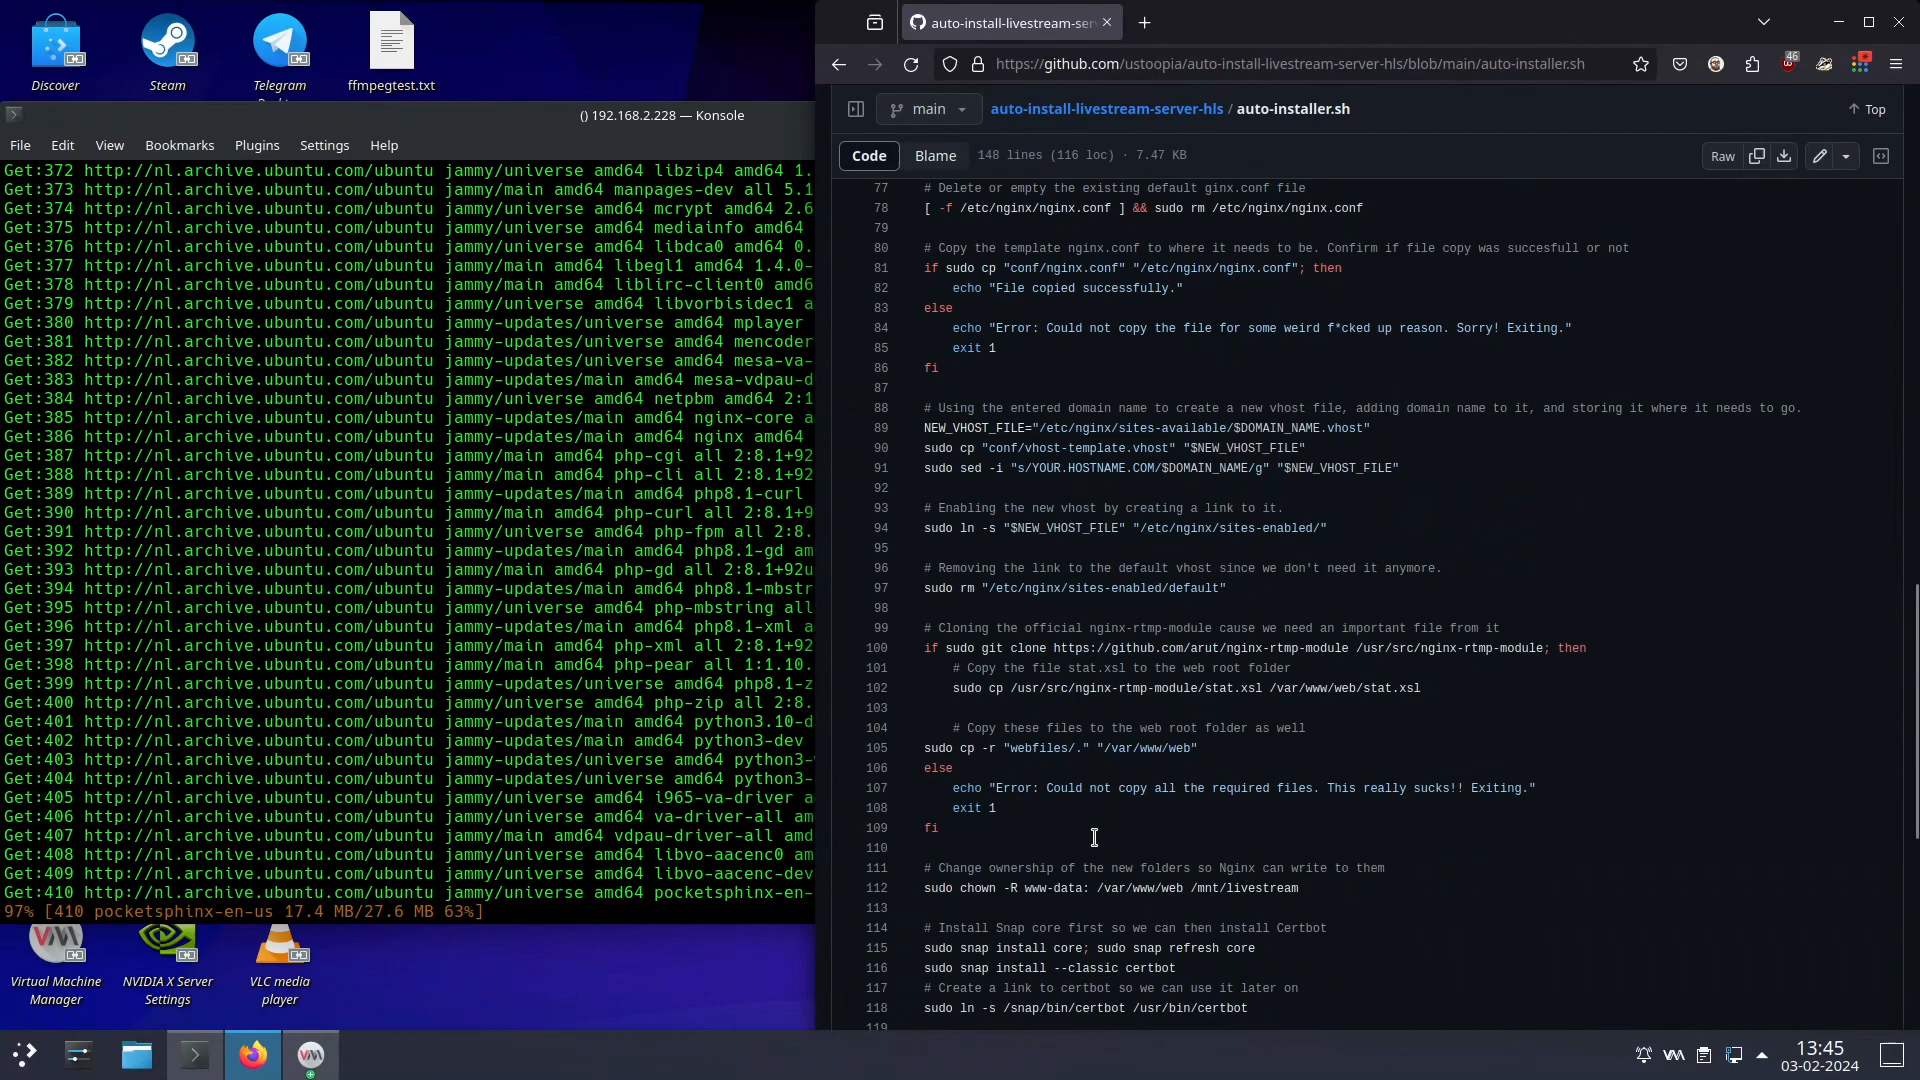 Discover
Steam
Telegram
ffmpegtest.txt
() 192.168.2.228 — Konsole
File Edit View Bookmarks Plugins Settings Help
Get:372 http://nl.archive.ubuntu.com/ubuntu jammy/universe amd64 libzip4 amd64 1.
Get:373 http://nl.archive.ubuntu.com/ubuntu jammy/main amd64 manpages-dev all 5.1
Get:374 http://nl.archive.ubuntu.com/ubuntu jammy/universe amd64 mcrypt amd64 2.6
Get:375 http://nl.archive.ubuntu.com/ubuntu jammy/universe amd64 mediainfo amd64
Get:376 http://nl.archive.ubuntu.com/ubuntu jammy/universe amd64 libdca0 amd64 0.
Get:377 http://nl.archive.ubuntu.com/ubuntu jammy/main amd64 libegl1 amd64 1.4.0-
Get:378 http://nl.archive.ubuntu.com/ubuntu jammy/main amd64 liblirc-client0 amd6
Get:379 http://nl.archive.ubuntu.com/ubuntu jammy/universe amd64 libvorbisidec1 a
Get:380 http://nl.archive.ubuntu.com/ubuntu jammy-updates/universe amd64 mplayer
Get:381 http://nl.archive.ubuntu.com/ubuntu jammy-updates/universe amd64 mencoder
Get:382 http://nl.archive.ubuntu.com/ubuntu jammy-updates/universe amd64 mesa-va-
Get:383 http://nl.archive.ubuntu.com/ubuntu jammy-updates/main amd64 mesa-vdpau-d
Get:384 http://nl.archive.ubuntu.com/ubuntu jammy-updates/main amd64 netpbm amd64 2:1
Get:385 http://nl.archive.ubuntu.com/ubuntu jammy-updates/main amd64 nginx-core a
Get:386 http://nl.archive.ubuntu.com/ubuntu jammy-updates/main amd64 nginx amd64
Get:387 http://nl.archive.ubuntu.com/ubuntu jammy/universe amd64 php-cgi all 2:8.1+92
Get:388 http://nl.archive.ubuntu.com/ubuntu jammy/main amd64 php-cli all 2:8.1+92
Get:389 http://nl.archive.ubuntu.com/ubuntu jammy-updates/main amd64 php8.1-curl
Get:390 http://nl.archive.ubuntu.com/ubuntu jammy/main amd64 php-curl all 2:8.1+9
Get:391 http://nl.archive.ubuntu.com/ubuntu jammy/universe amd64 php-fpm all 2:8.
Get:392 http://nl.archive.ubuntu.com/ubuntu jammy-updates/main amd64 php8.1-gd am
Get:393 http://nl.archive.ubuntu.com/ubuntu jammy/main amd64 php-gd all 2:8.1+92u
Get:394 http://nl.archive.ubuntu.com/ubuntu jammy-updates/main amd64 php8.1-mbstr
Get:395 http://nl.archive.ubuntu.com/ubuntu jammy/universe amd64 php-mbstring all
Get:396 http://nl.archive.ubuntu.com/ubuntu jammy-updates/main amd64 php8.1-xml a
Get:397 http://nl.archive.ubuntu.com/ubuntu jammy/main amd64 php-xml all 2:8.1+92
Get:398 http://nl.archive.ubuntu.com/ubuntu jammy/main amd64 php-pear all 1:1.10.
Get:399 http://nl.archive.ubuntu.com/ubuntu jammy-updates/universe amd64 php8.1-z
Get:400 http://nl.archive.ubuntu.com/ubuntu jammy/universe amd64 php-zip all 2:8.
Get:401 http://nl.archive.ubuntu.com/ubuntu jammy-updates/main amd64 python3.10-d
Get:402 http://nl.archive.ubuntu.com/ubuntu jammy-updates/main amd64 python3-dev
Get:403 http://nl.archive.ubuntu.com/ubuntu jammy-updates/universe amd64 python3-
Get:404 http://nl.archive.ubuntu.com/ubuntu jammy-updates/universe amd64 python3-
Get:405 http://nl.archive.ubuntu.com/ubuntu jammy/universe amd64 i965-va-driver a
Get:406 http://nl.archive.ubuntu.com/ubuntu jammy/universe amd64 va-driver-all am
Get:407 http://nl.archive.ubuntu.com/ubuntu jammy/main amd64 vdpau-driver-all amd
Get:408 http://nl.archive.ubuntu.com/ubuntu jammy/universe amd64 libvo-aacenc0 am
Get:409 http://nl.archive.ubuntu.com/ubuntu jammy/universe amd64 libvo-aacenc-dev
Get:410 http://nl.archive.ubuntu.com/ubuntu jammy/universe amd64 pocketsphinx-en-
97% [410 pocketsphinx-en-us 17.4 MB/27.6 MB 63%]
Virtual Machine Manager
NVIDIA X Server Settings
VLC media player
auto-install-livestream-ser
https://github.com/ustoopia/auto-install-livestream-server-hls/blob/main/auto-installer.sh
46
main auto-install-livestream-server-hls / auto-installer.sh Top
Code Blame 148 lines (116 loc) · 7.47 KB Raw
77 # Delete or empty the existing default ginx.conf file
78 [ -f /etc/nginx/nginx.conf ] && sudo rm /etc/nginx/nginx.conf
79
80 # Copy the template nginx.conf to where it needs to be. Confirm if file copy was succesfull or not
81 if sudo cp "conf/nginx.conf" "/etc/nginx/nginx.conf"; then
82 echo "File copied successfully."
83 else
84 echo "Error: Could not copy the file for some weird f*cked up reason. Sorry! Exiting."
85 exit 1
86 fi
87
88 # Using the entered domain name to create a new vhost file, adding domain name to it, and storing it where it needs to go.
89 NEW_VHOST_FILE="/etc/nginx/sites-available/$DOMAIN_NAME.vhost"
90 sudo cp "conf/vhost-template.vhost" "$NEW_VHOST_FILE"
91 sudo sed -i "s/YOUR.HOSTNAME.COM/$DOMAIN_NAME/g" "$NEW_VHOST_FILE"
92
93 # Enabling the new vhost by creating a link to it.
94 sudo ln -s "$NEW_VHOST_FILE" "/etc/nginx/sites-enabled/"
95
96 # Removing the link to the default vhost since we don't need it anymore.
97 sudo rm "/etc/nginx/sites-enabled/default"
98
99 # Cloning the official nginx-rtmp-module cause we need an important file from it
100 if sudo git clone https://github.com/arut/nginx-rtmp-module /usr/src/nginx-rtmp-module; then
101 # Copy the file stat.xsl to the web root folder
102 sudo cp /usr/src/nginx-rtmp-module/stat.xsl /var/www/web/stat.xsl
103
104 # Copy these files to the web root folder as well
105 sudo cp -r "webfiles/." "/var/www/web"
106 else
107 echo "Error: Could not copy all the required files. This really sucks!! Exiting."
108 exit 1
109 fi
110
111 # Change ownership of the new folders so Nginx can write to them
112 sudo chown -R www-data: /var/www/web /mnt/livestream
113
114 # Install Snap core first so we can then install Certbot
115 sudo snap install core; sudo snap refresh core
116 sudo snap install --classic certbot
117 # Create a link to certbot so we can use it later on
118 sudo ln -s /snap/bin/certbot /usr/bin/certbot
119
13:45
03-02-2024